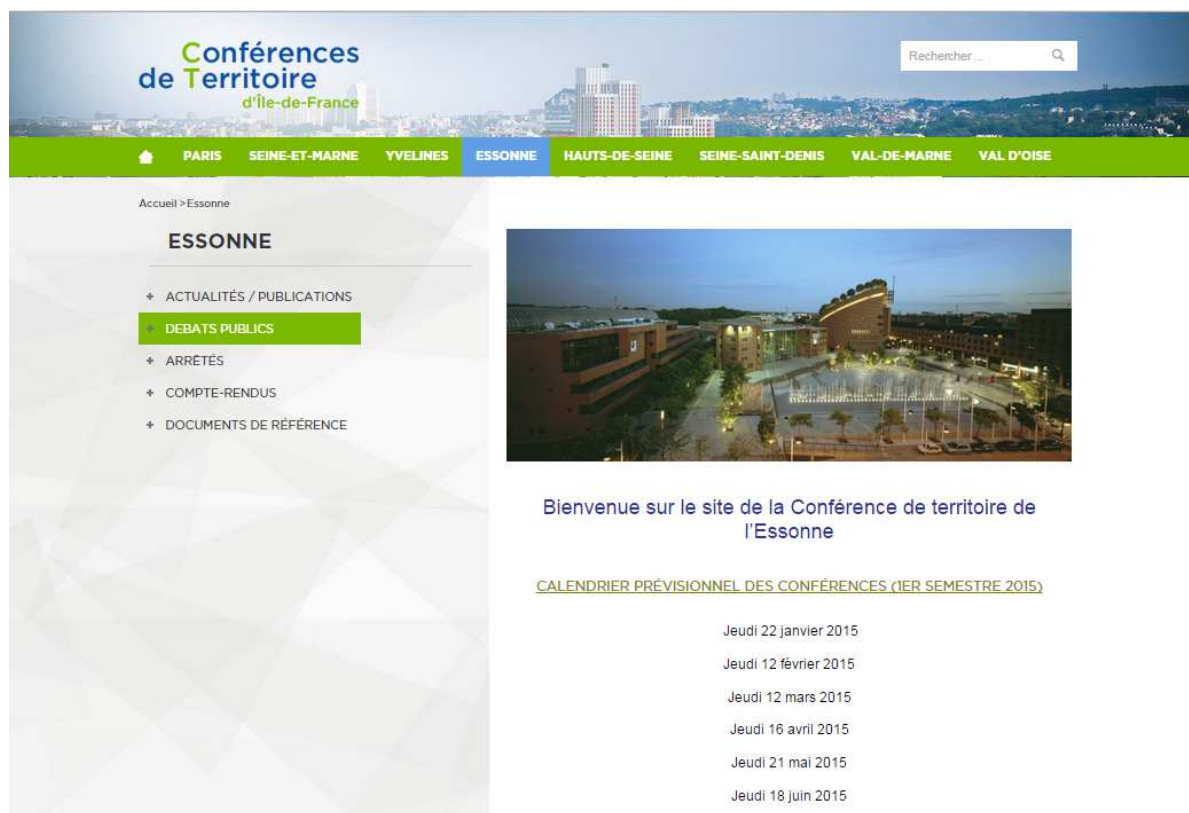 Conférences
de Territoire
d'Île-de-France
Rechercher ...
PARIS SEINE-ET-MARNE YVELINES ESSONNE HAUTS-DE-SEINE SEINE-SAINT-DENIS VAL-DE-MARNE VAL D'OISE
Accueil > Essonne
ESSONNE
+ ACTUALITÉS / PUBLICATIONS
+ DEBATS PUBLICS
+ ARRÊTÉS
+ COMPTE-RENDUS
+ DOCUMENTS DE RÉFÉRENCE
Bienvenue sur le site de la Conférence de territoire de
l'Essonne
CALENDRIER PRÉVISIONNEL DES CONFÉRENCES (1ER SEMESTRE 2015)
Jeudi 22 janvier 2015
Jeudi 12 février 2015
Jeudi 12 mars 2015
Jeudi 16 avril 2015
Jeudi 21 mai 2015
Jeudi 18 juin 2015